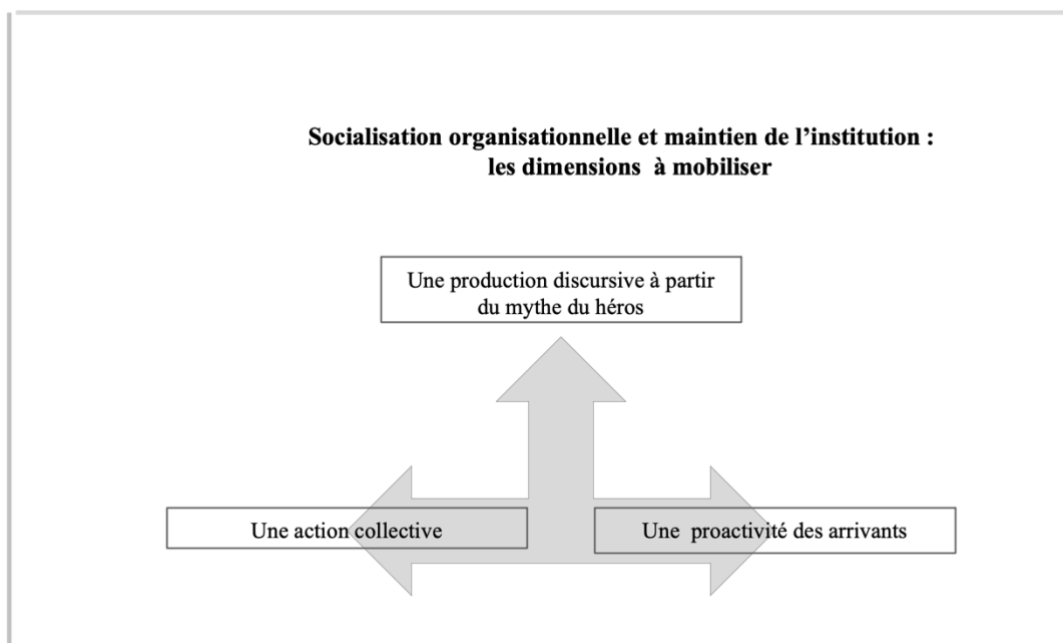 Socialisation organisationnelle et maintien de l’institution :
les dimensions à mobiliser
Une production discursive à partir
du mythe du héros
Une action collective
Une proactivité des arrivants